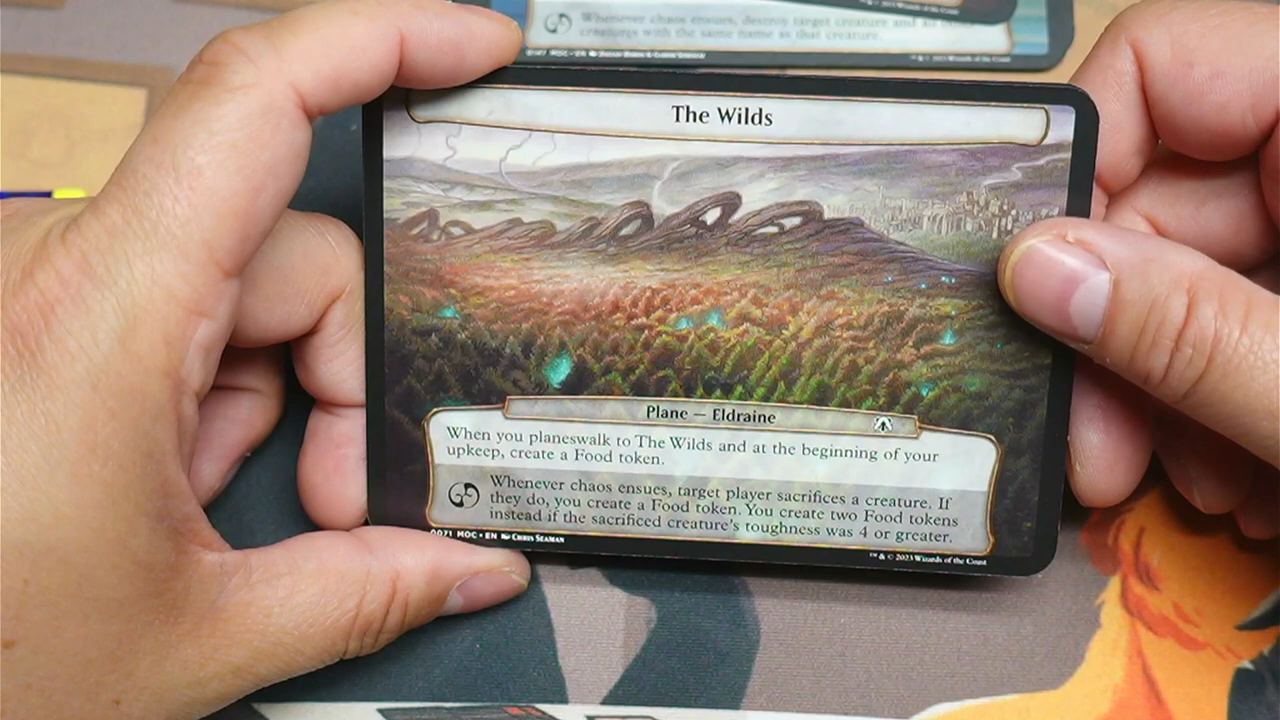 Whenever chaos ensues, destroy target creature and all other
creatures with the same name as that creature.
The Wilds
Plane — Eldraine
When you planeswalk to The Wilds and at the beginning of your
upkeep, create a Food token.
Whenever chaos ensues, target player sacrifices a creature. If
they do, you create a Food token. You create two Food tokens
instead if the sacrificed creature's toughness was 4 or greater.
0071 MOC • EN Chris Seaman
™ & © 2023 Wizards of the Coast